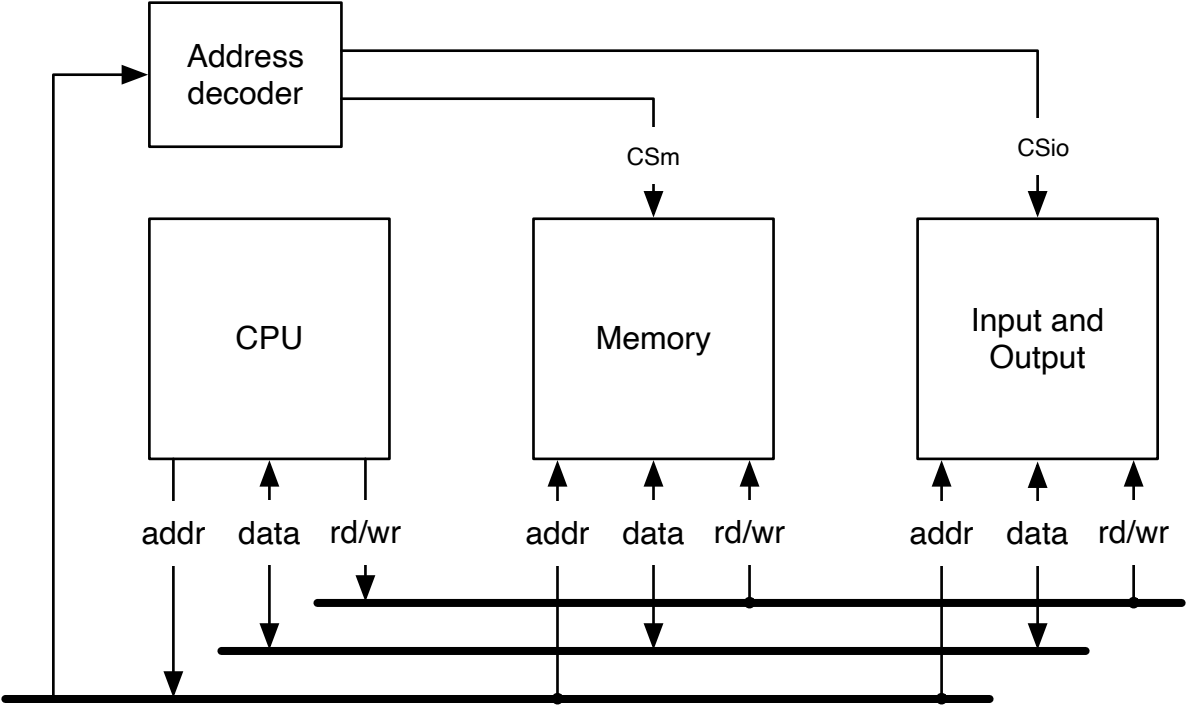 Address
decoder
CSm
CSio
CPU
Memory
Input and
Output
addr data rd/wr addr data rd/wr addr data rd/wr